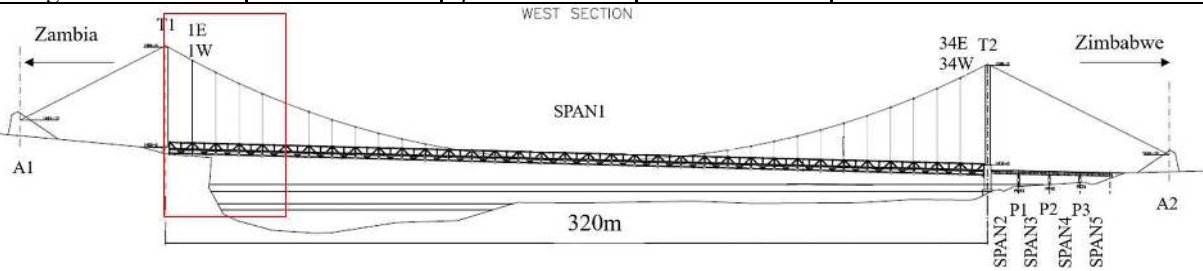 WEST SECTION
Zambia
T1
1E
1W
34E
34W
T2
Zimbabwe
SPAN1
A1
A2
320m
P1
P2
P3
SPAN2
SPAN3
SPAN4
SPAN5